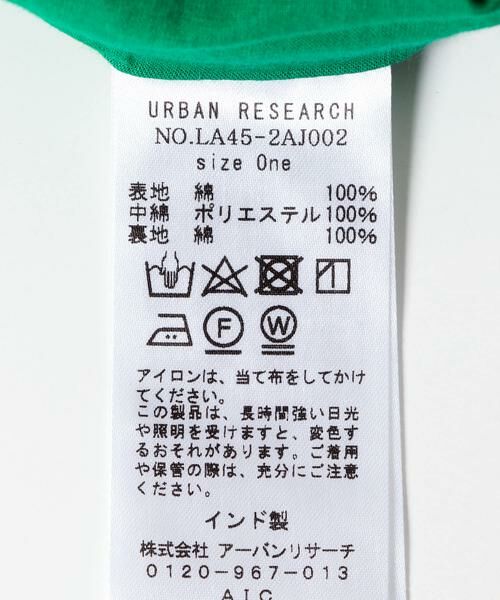 URBAN RESEARCH
NO.LA45-2AJ002
size One
表地 綿 100%
中綿 ポリエステル 100%
裏地 綿 100%
F W
アイロンは、当て布をしてかけ
てください。
この製品は、長時間強い日光
や照明を受けますと、変色す
るおそれがあります。ご着用
や保管の際は、充分にご注意
ください。
インド製
株式会社 アーバンリサーチ
0120-967-013
AIC